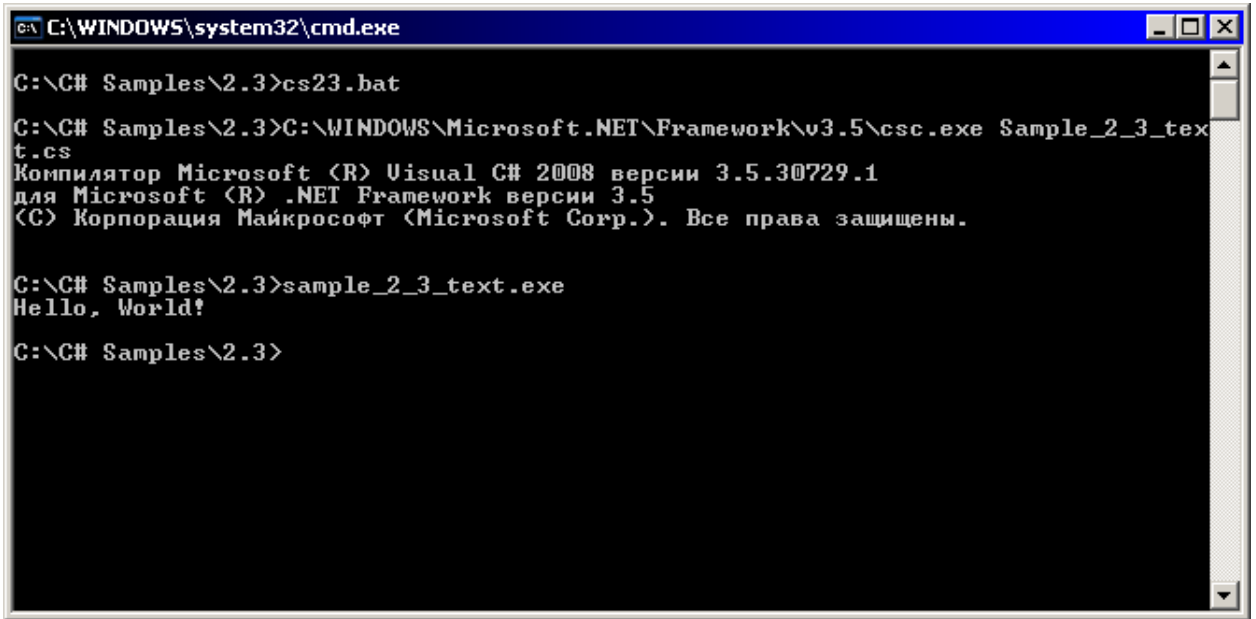 C:\WINDOWS\system32\cmd.exe
C:\C# Samples\2.3>cs23.bat
C:\C# Samples\2.3>C:\WINDOWS\Microsoft.NET\Framework\v3.5\csc.exe Sample_2_3_tex
t.cs
Компилятор Microsoft (R) Visual C# 2008 версии 3.5.30729.1
для Microsoft (R) .NET Framework версии 3.5
(C) Корпорация Майкрософт (Microsoft Corp.). Все права защищены.
C:\C# Samples\2.3>sample_2_3_text.exe
Hello, World!
C:\C# Samples\2.3>